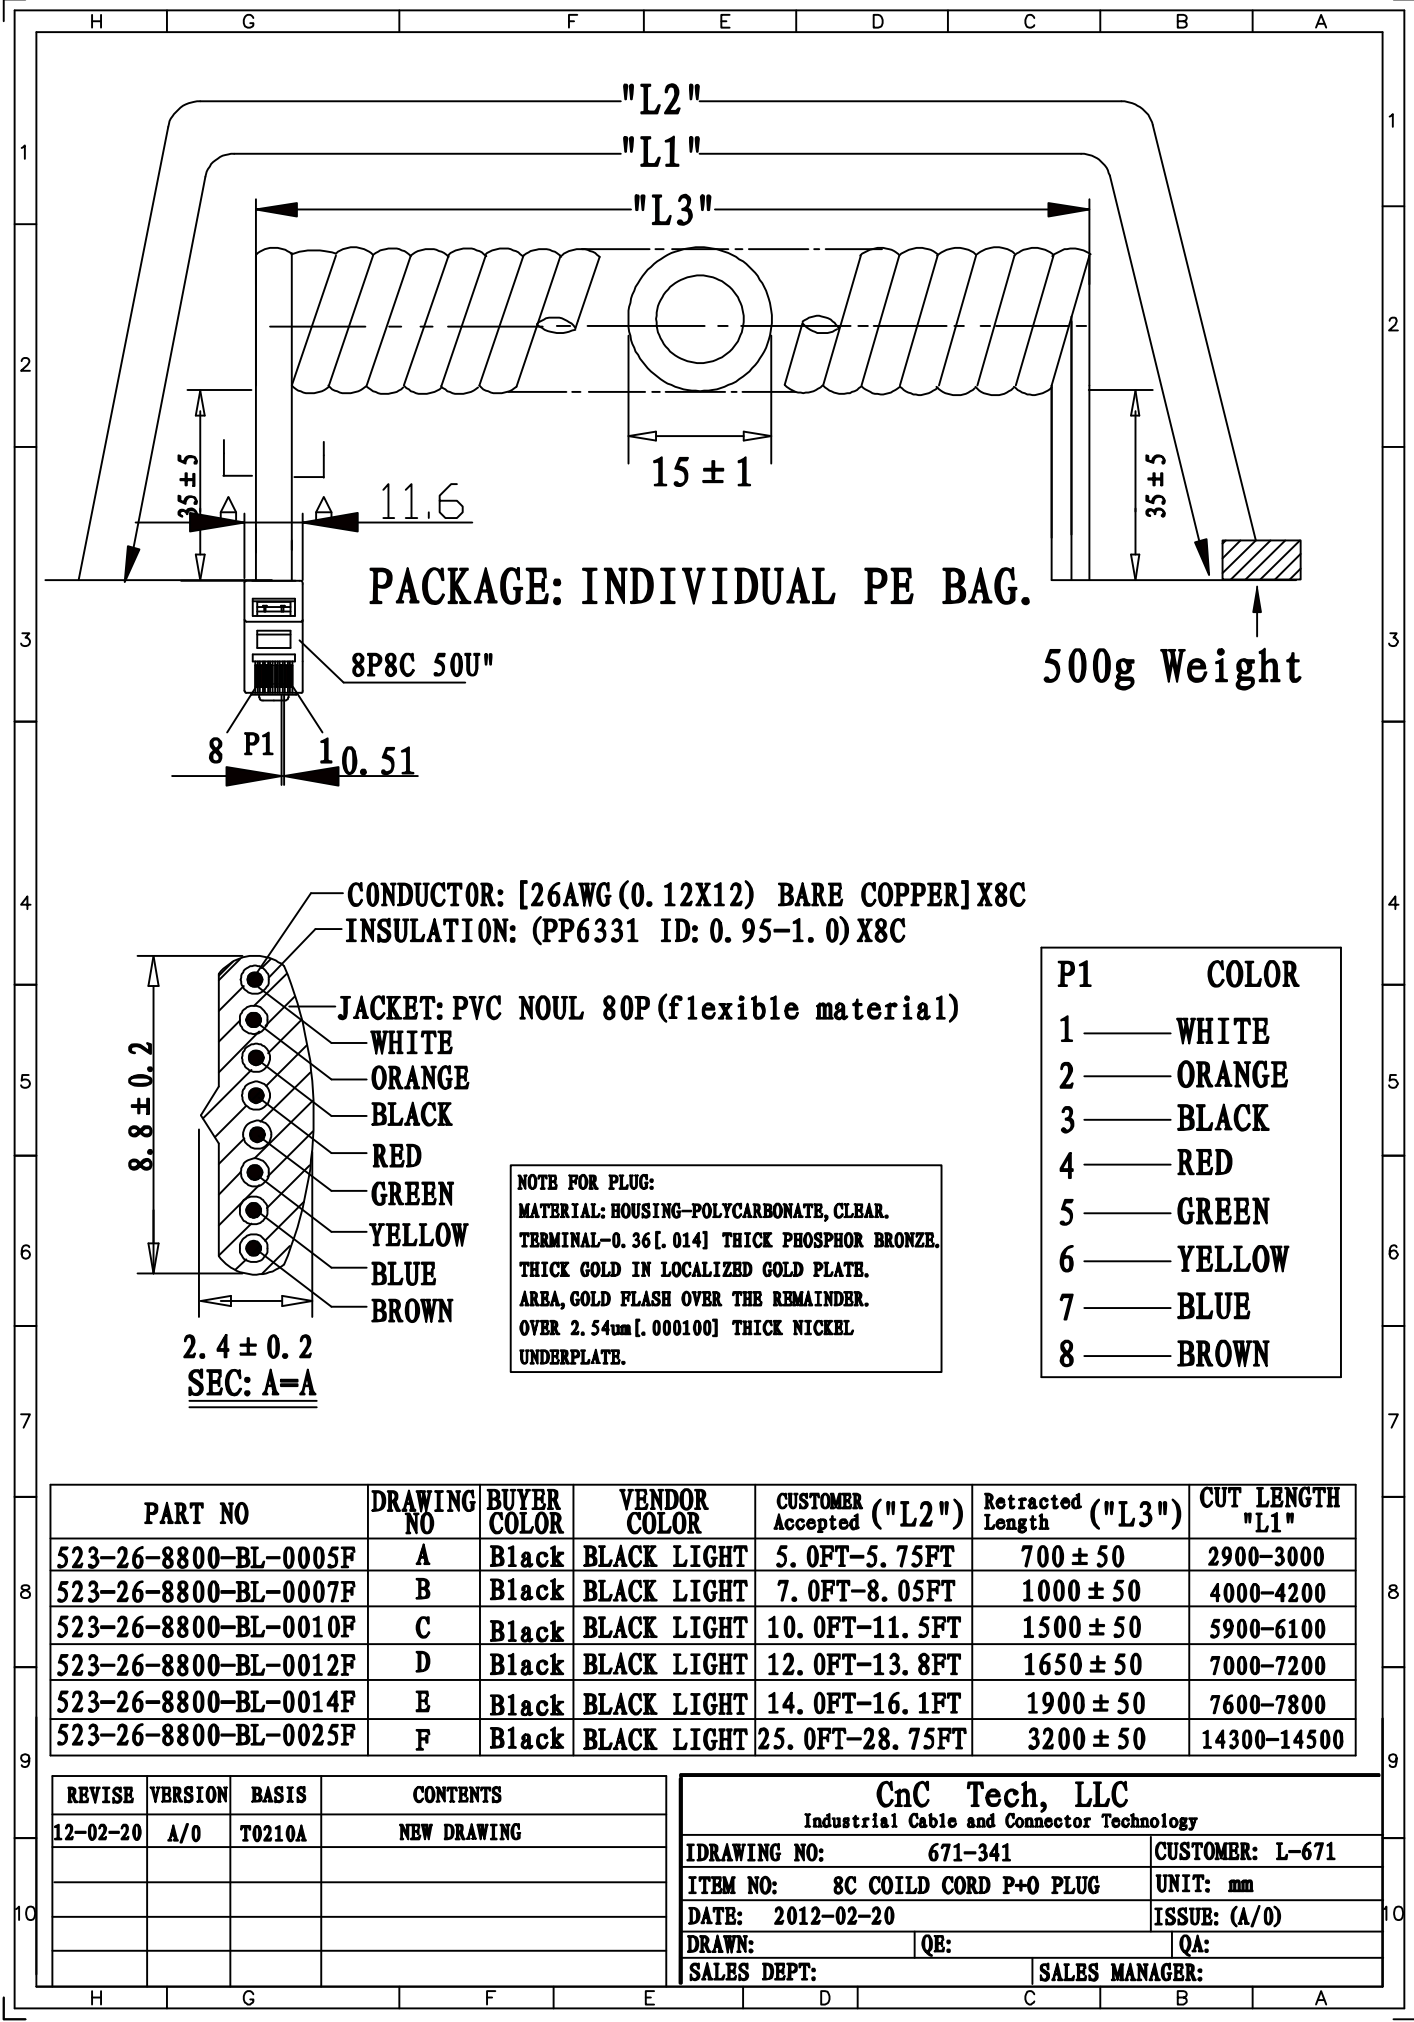 H G F E D C B A
"L2"
"L1"
"L3"
1 1
2 2
15±1
35±5
35±5
11.6
A A
PACKAGE: INDIVIDUAL PE BAG.
3 3
8P8C 50U"
500g Weight
8 P1 1 0.51
4 4
CONDUCTOR: [26AWG(0.12X12) BARE COPPER]X8C
INSULATION: (PP6331 ID: 0.95-1.0)X8C
JACKET: PVC NOUL 80P(flexible material)
WHITE
ORANGE
BLACK
RED
GREEN
YELLOW
BLUE
BROWN
8.8±0.2
2.4±0.2
SEC: A=A
5 5
6 6
7 7
NOTE FOR PLUG:
MATERIAL: HOUSING-POLYCARBONATE, CLEAR.
TERMINAL-0.36[.014] THICK PHOSPHOR BRONZE.
THICK GOLD IN LOCALIZED GOLD PLATE.
AREA, GOLD FLASH OVER THE REMAINDER.
OVER 2.54um[.000100] THICK NICKEL
UNDERPLATE.
P1 COLOR
1 WHITE
2 ORANGE
3 BLACK
4 RED
5 GREEN
6 YELLOW
7 BLUE
8 BROWN
PART NO DRAWING NO BUYER COLOR VENDOR COLOR CUSTOMER Accepted ("L2") Retracted Length ("L3") CUT LENGTH "L1"
523-26-8800-BL-0005F A Black BLACK LIGHT 5.0FT-5.75FT 700±50 2900-3000
523-26-8800-BL-0007F B Black BLACK LIGHT 7.0FT-8.05FT 1000±50 4000-4200
523-26-8800-BL-0010F C Black BLACK LIGHT 10.0FT-11.5FT 1500±50 5900-6100
523-26-8800-BL-0012F D Black BLACK LIGHT 12.0FT-13.8FT 1650±50 7000-7200
523-26-8800-BL-0014F E Black BLACK LIGHT 14.0FT-16.1FT 1900±50 7600-7800
523-26-8800-BL-0025F F Black BLACK LIGHT 25.0FT-28.75FT 3200±50 14300-14500
8 8
9 9
REVISE VERSION BASIS CONTENTS
12-02-20 A/0 T0210A NEW DRAWING
CnC Tech, LLC
Industrial Cable and Connector Technology
IDRAWING NO: 671-341 CUSTOMER: L-671
ITEM NO: 8C COILD CORD P+O PLUG UNIT: mm
DATE: 2012-02-20 ISSUE: (A/0)
DRAWN: QE: QA:
SALES DEPT: SALES MANAGER:
10 10
H G F E D C B A